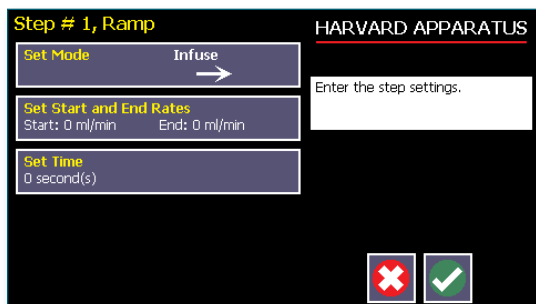 Step # 1, Ramp
HARVARD APPARATUS
Set Mode Infuse
Enter the step settings.
Set Start and End Rates
Start: 0 ml/min End: 0 ml/min
Set Time
0 second(s)